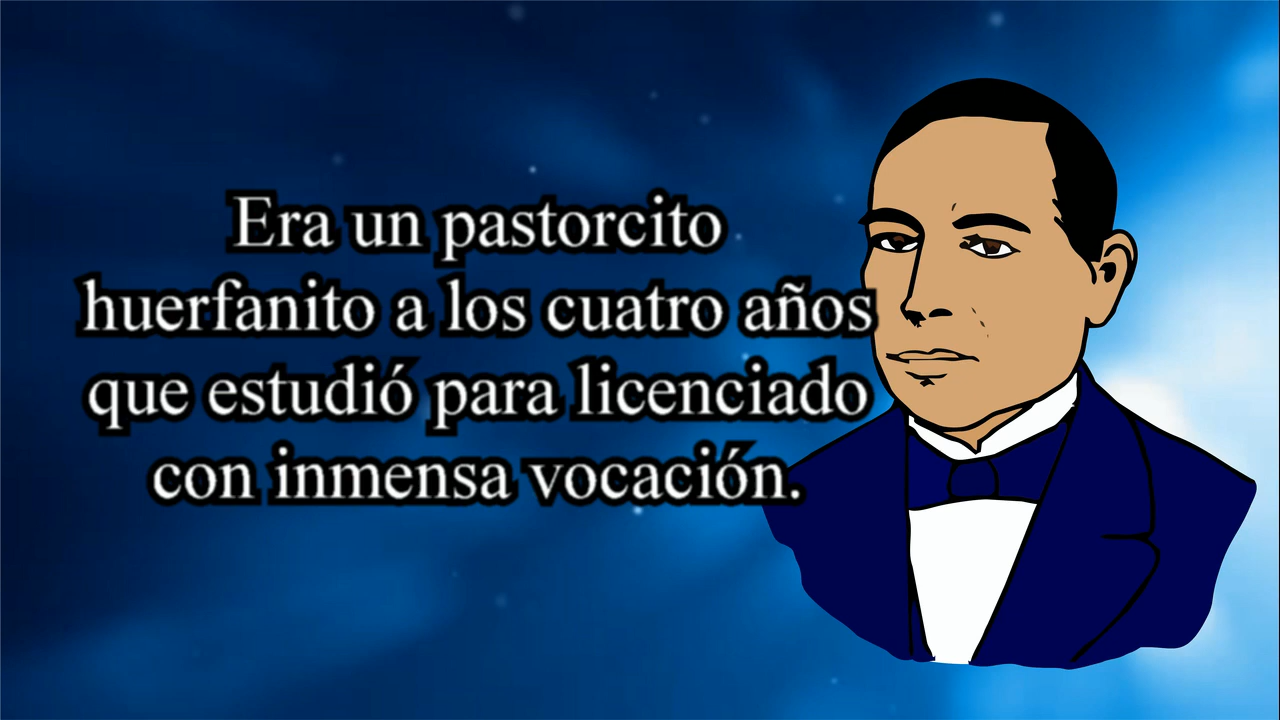 Era un pastorcito
huerfanito a los cuatro años
que estudió para licenciado
con inmensa vocación.